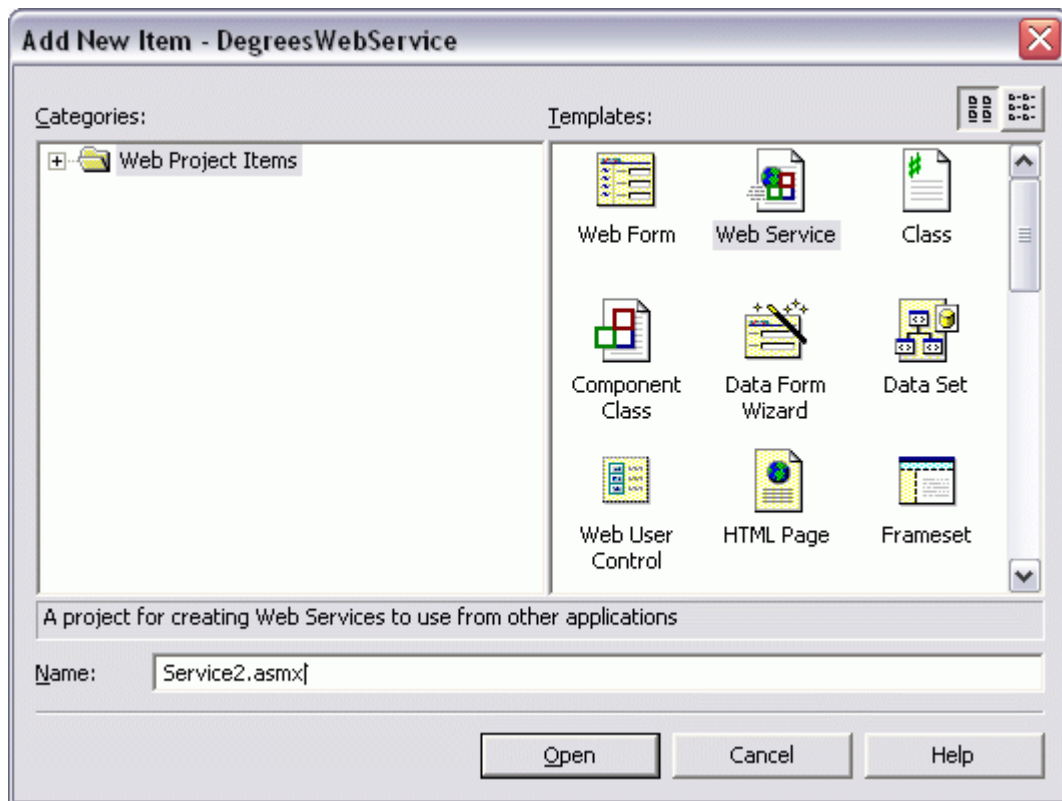 Add New Item - DegreesWebService
Categories:
Templates:
Web Project Items
Web Form
Web Service
Class
Component
Class
Data Form
Wizard
Data Set
Web User
Control
HTML Page
Frameset
A project for creating Web Services to use from other applications
Name:
Service2.asmx
Open
Cancel
Help